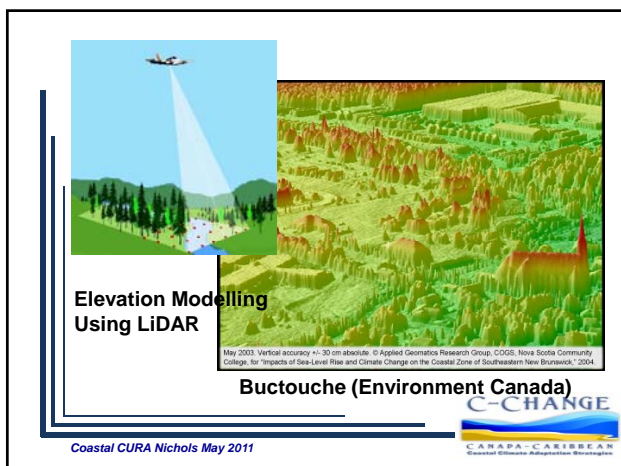 Elevation Modelling
Using LiDAR
May 2003. Vertical accuracy +/- 30 cm absolute. © Applied Geomatics Research Group, COGS, Nova Scotia Community
College, for "Impacts of Sea-Level Rise and Climate Change on the Coastal Zone of Southeastern New Brunswick," 2004.
Buctouche (Environment Canada)
C-CHANGE
CANADA-CARIBBEAN
Coastal Climate Adaptation Strategies
Coastal CURA Nichols May 2011